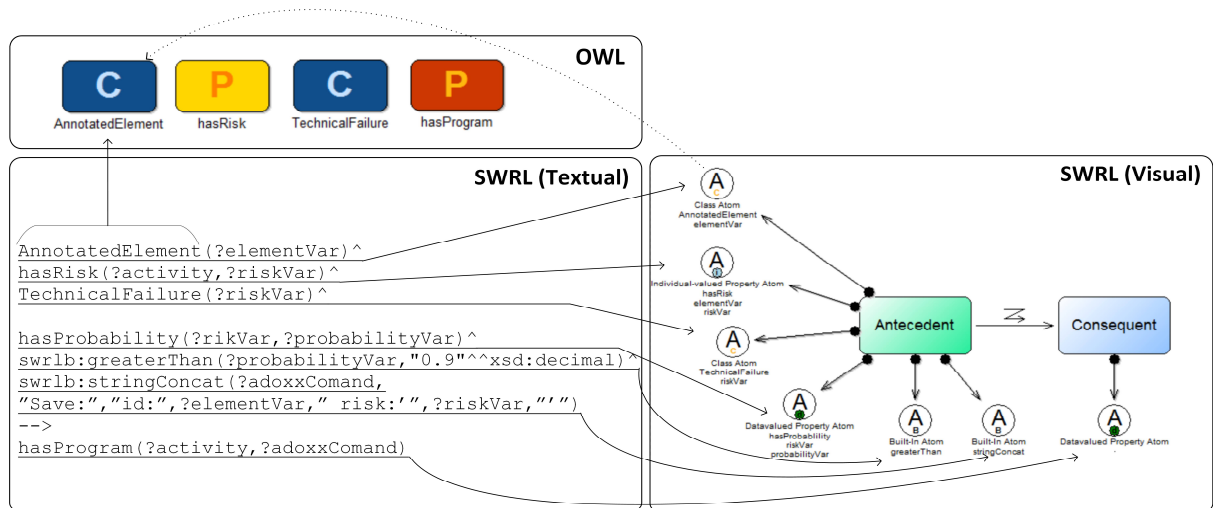 OWL
C
P
C
P
AnnotatedElement
hasRisk
TechnicalFailure
hasProgram
SWRL (Textual)
AnnotatedElement(?elementVar)^
hasRisk(?activity,?riskVar)^
TechnicalFailure(?riskVar)^
hasProbability(?rikVar,?probabilityVar)^
swrlb:greaterThan(?probabilityVar,"0.9"^^xsd:decimal)^
swrlb:stringConcat(?adoxxComand,
"Save:","id:",?elementVar," risk:'",?riskVar,"'")
-->
hasProgram(?activity,?adoxxComand)
SWRL (Visual)
A
C
Class Atom
AnnotatedElement
elementVar
A
I
Individual-valued Property Atom
hasRisk
elementVar
riskVar
A
C
Class Atom
TechnicalFailure
riskVar
Antecedent
Consequent
A
Datavalued Property Atom
hasProbablility
riskVar
probabilityVar
A
B
Built-In Atom
greaterThan
A
B
Built-In Atom
stringConcat
A
Datavalued Property Atom